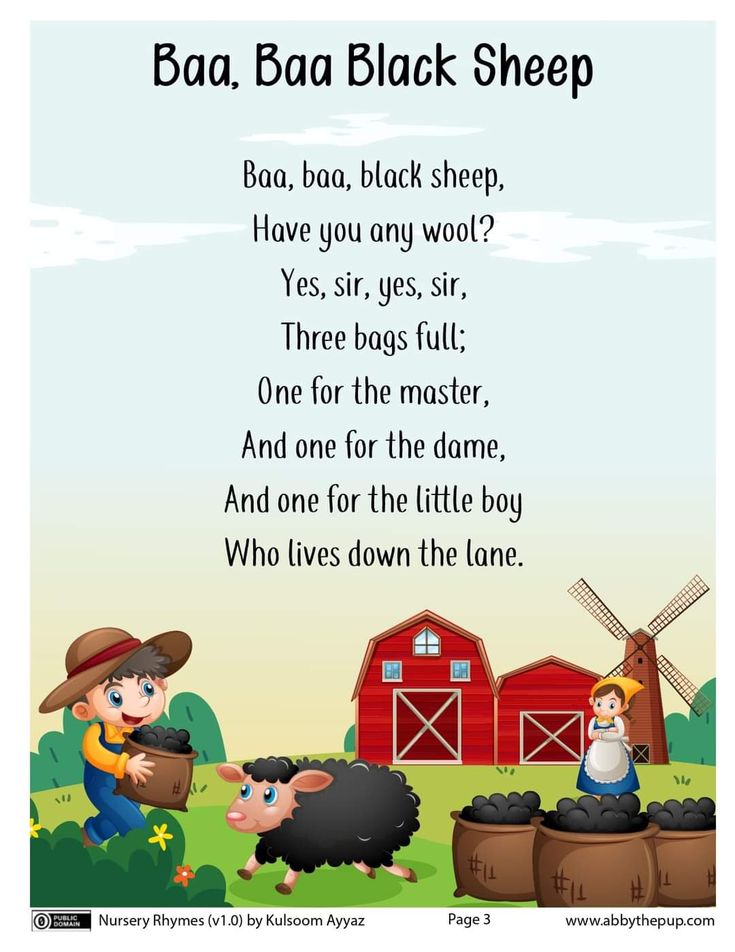 Baa, Baa Black Sheep
Baa, baa, black sheep,
Have you any wool?
Yes, sir, yes, sir,
Three bags full;
One for the master,
And one for the dame,
And one for the little boy
Who lives down the lane.
PUBLIC
DOMAIN
Nursery Rhymes (v1.0) by Kulsoom Ayyaz
Page 3
www.abbythepup.com